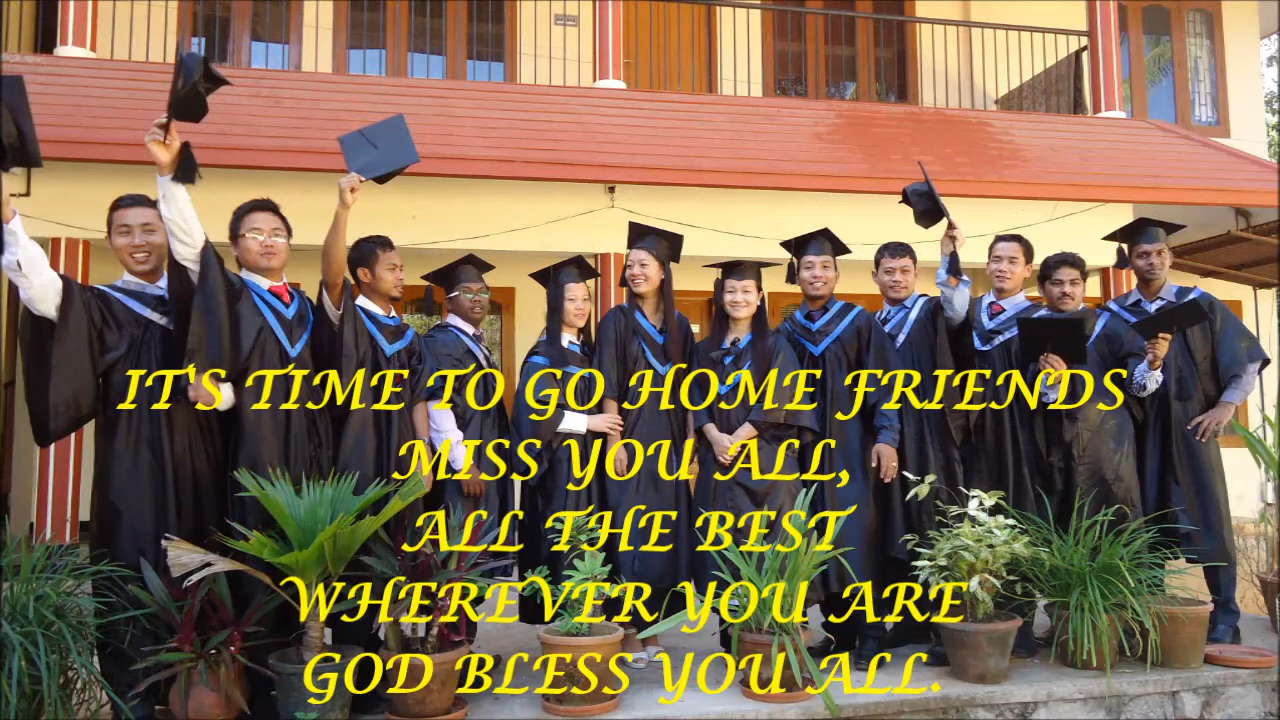 IT'S TIME TO GO HOME FRIENDS
MISS YOU ALL,
ALL THE BEST
WHEREVER YOU ARE
GOD BLESS YOU ALL.